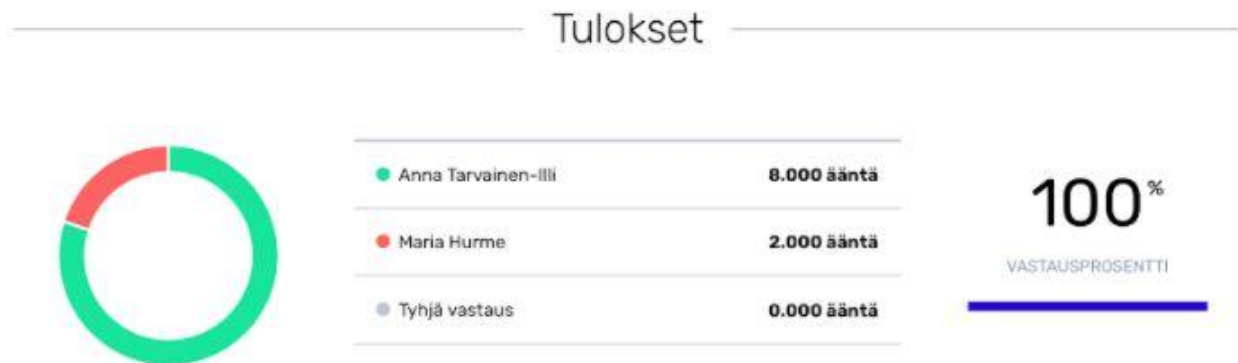 Tulokset
Anna Tarvainen-Illi 8.000 ääntä
Maria Hurme 2.000 ääntä
Tyhjä vastaus 0.000 ääntä
100%
VASTAUSPROSENTTI